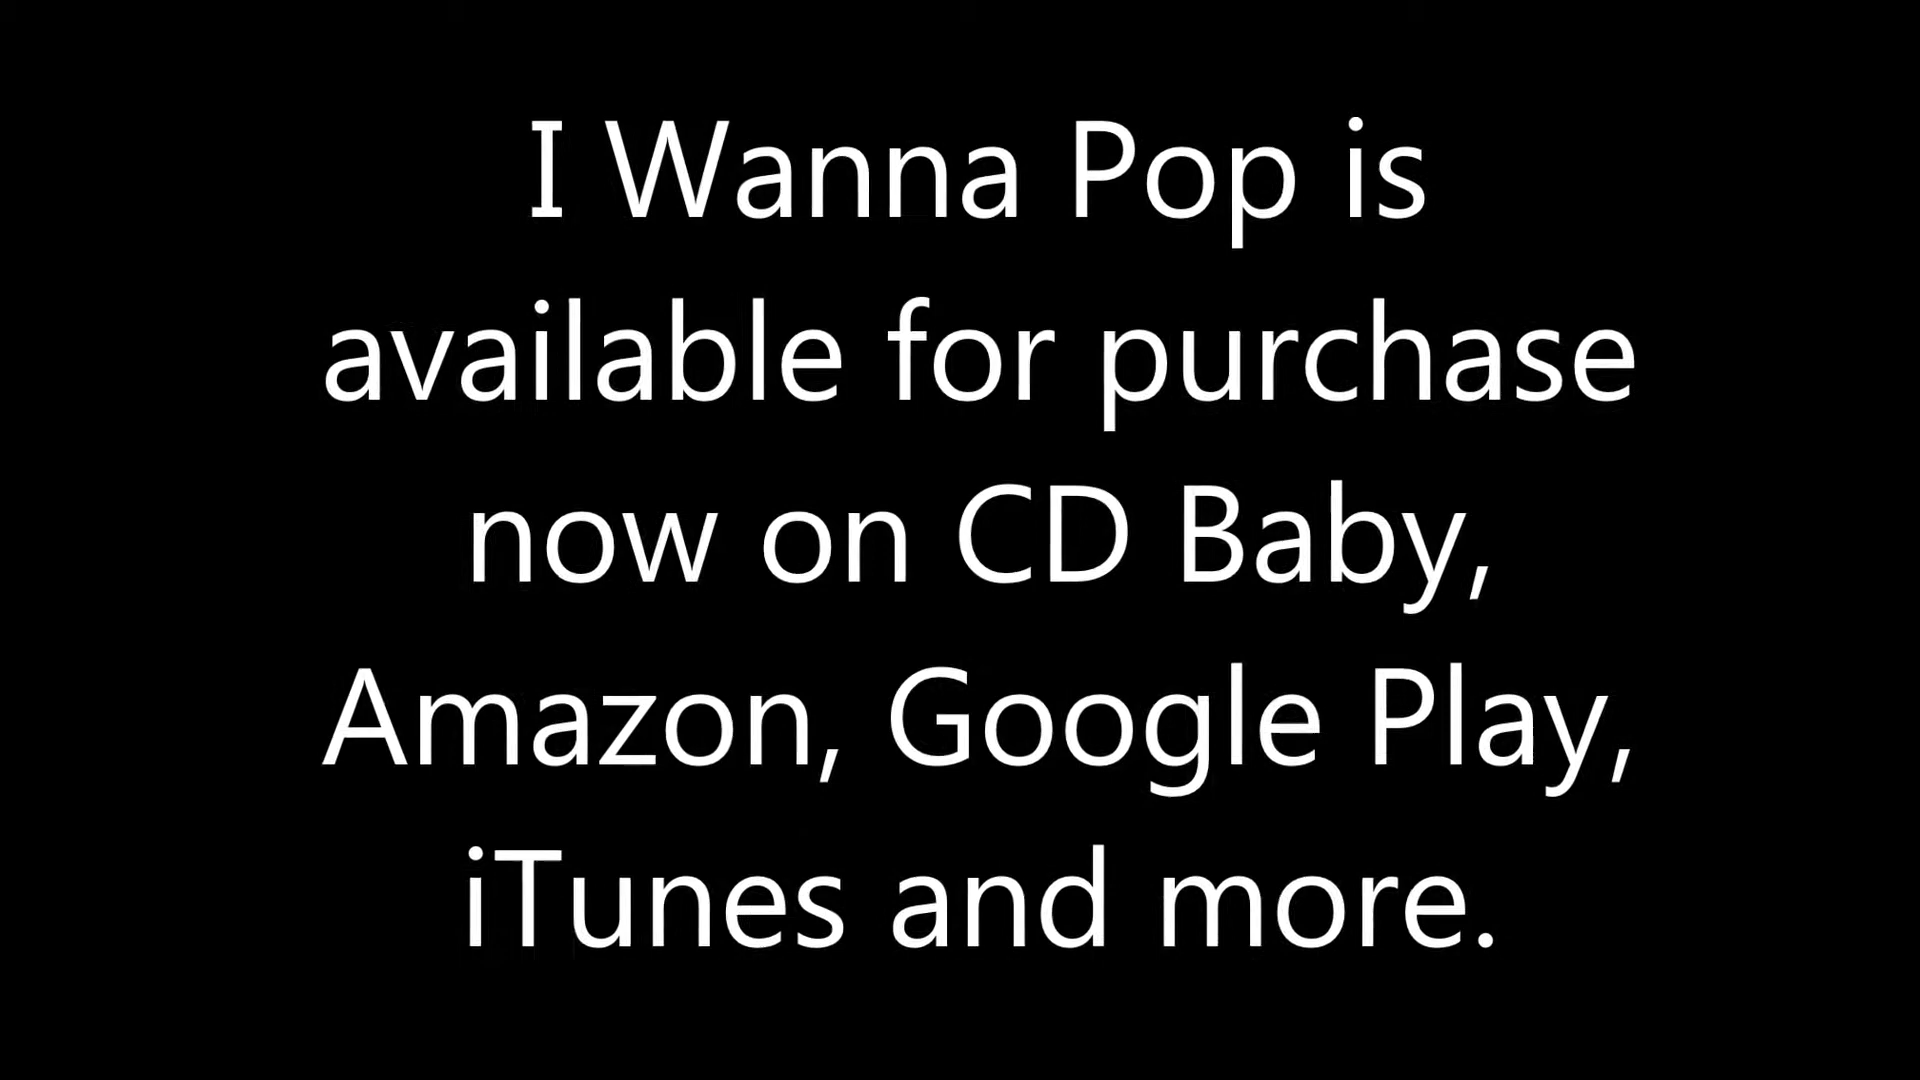 I Wanna Pop is
available for purchase
now on CD Baby,
Amazon, Google Play,
iTunes and more.